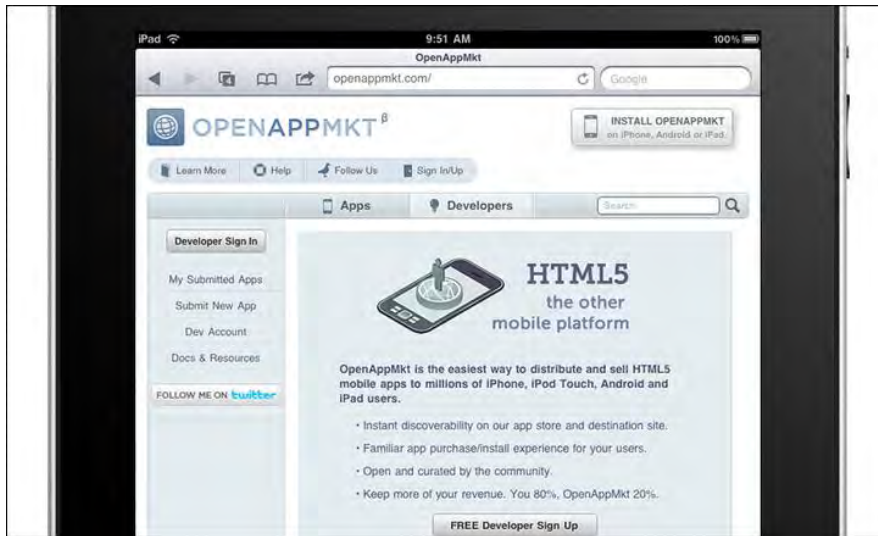 iPad 9:51 AM 100%
OpenAppMkt
4 openappmkt.com/ Google
OPENAPPMKT β
INSTALL OPENAPPMKT
on iPhone, Android or iPad
Learn More Help Follow Us Sign In/Up
Apps Developers Search
Developer Sign In
My Submitted Apps
Submit New App
Dev Account
Docs & Resources
FOLLOW ME ON twitter
HTML5
the other
mobile platform
OpenAppMkt is the easiest way to distribute and sell HTML5
mobile apps to millions of iPhone, iPod Touch, Android and
iPad users.
• Instant discoverability on our app store and destination site.
• Familiar app purchase/install experience for your users.
• Open and curated by the community.
• Keep more of your revenue. You 80%, OpenAppMkt 20%.
FREE Developer Sign Up